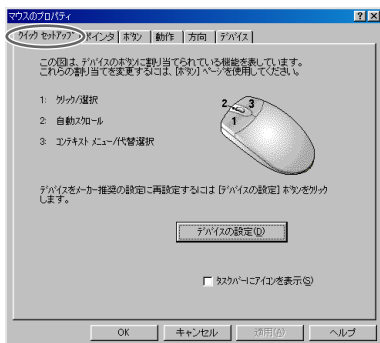 マウスのプロパティ
クイック セットアップ ポインタ ボタン 動作 方向 デバイス
この図は、デバイスのボタンに割り当てられている機能を表しています。
これらの割り当てを変更するには、[ボタン] ページを使用してください。
1: クリック/選択
2: 自動スクロール
3: コンテキスト メニュー/代替選択
2 3
1
デバイスをメーカー推奨の設定に再設定するには [デバイスの設定] ボタンをクリック
します。
デバイスの設定(D)
タスクバーにアイコンを表示(S)
OK キャンセル 適用(A) ヘルプ